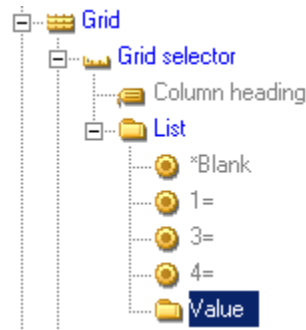 Grid
Grid selector
Column heading
List
*Blank
1=
3=
4=
Value